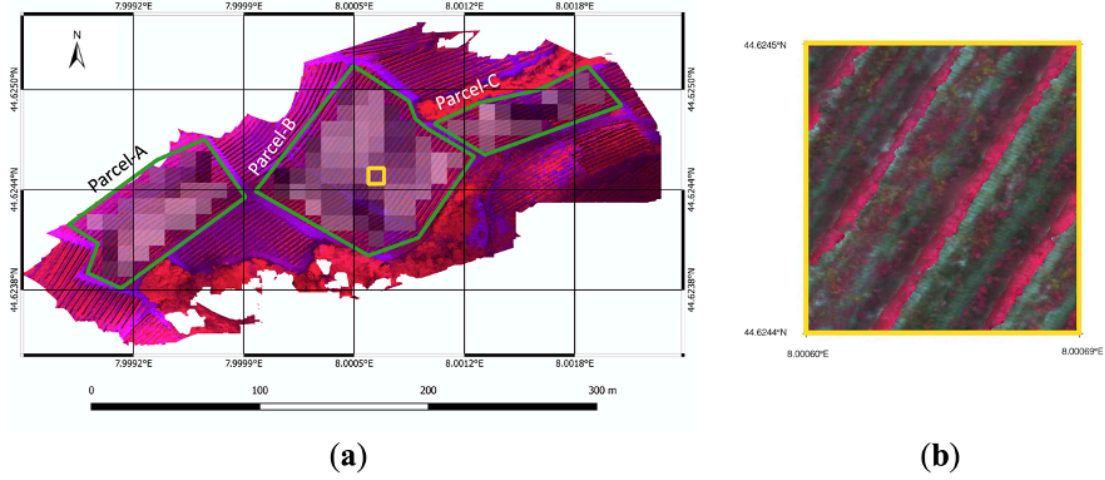 7.9992°E 7.9999°E 8.0005°E 8.0012°E 8.0018°E
N
44.6250°N 44.6250°N
44.6244°N 44.6244°N
44.6238°N 44.6238°N
Parcel-A
Parcel-B
Parcel-C
7.9992°E 7.9999°E 8.0005°E 8.0012°E 8.0018°E
0 100 200 300 m
(a)
44.6245°N
44.6244°N
8.00060°E 8.00069°E
(b)